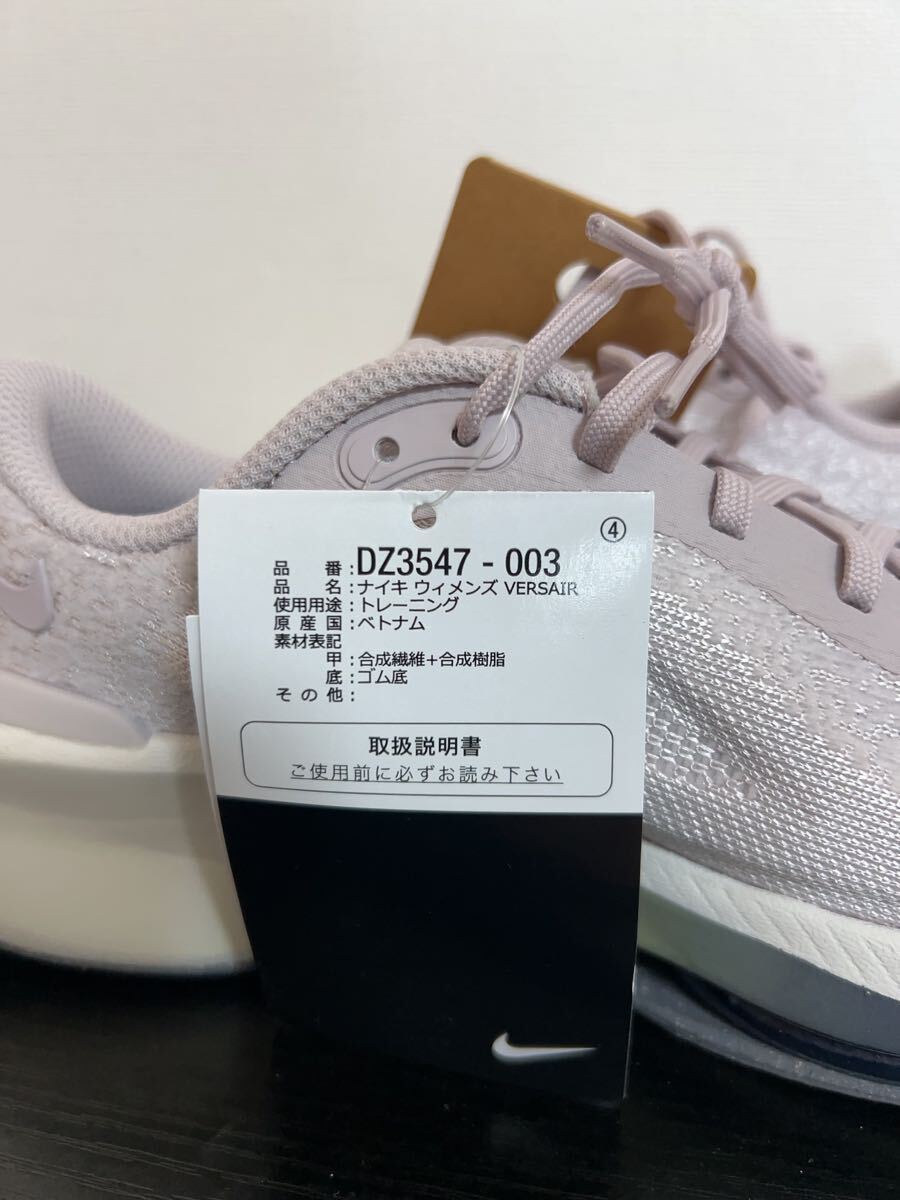 ④
品 番：DZ3547 - 003
品 名：ナイキ ウィメンズ VERSAIR
使用用途：トレーニング
原 産 国：ベトナム
素材表記
甲：合成繊維+合成樹脂
底：ゴム底
そ の 他：
取扱説明書
ご使用前に必ずお読み下さい